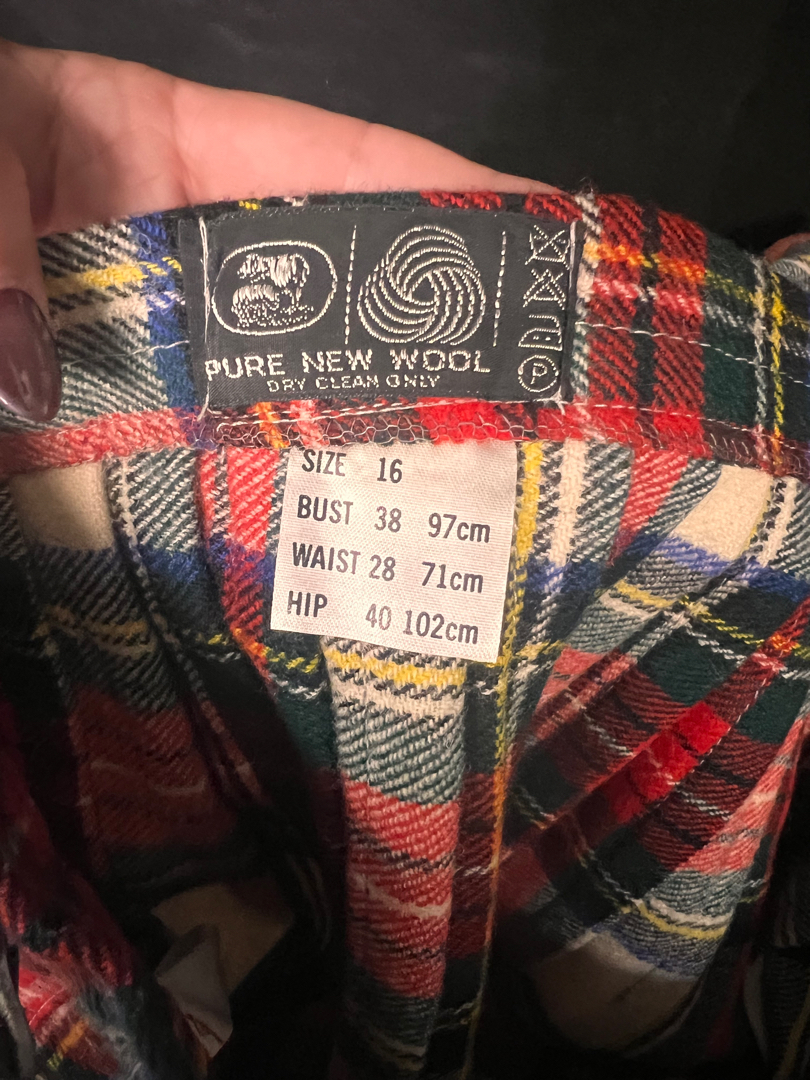 PURE NEW WOOL
DRY CLEAN ONLY
P
SIZE 16
BUST 38 97cm
WAIST 28 71cm
HIP 40 102cm